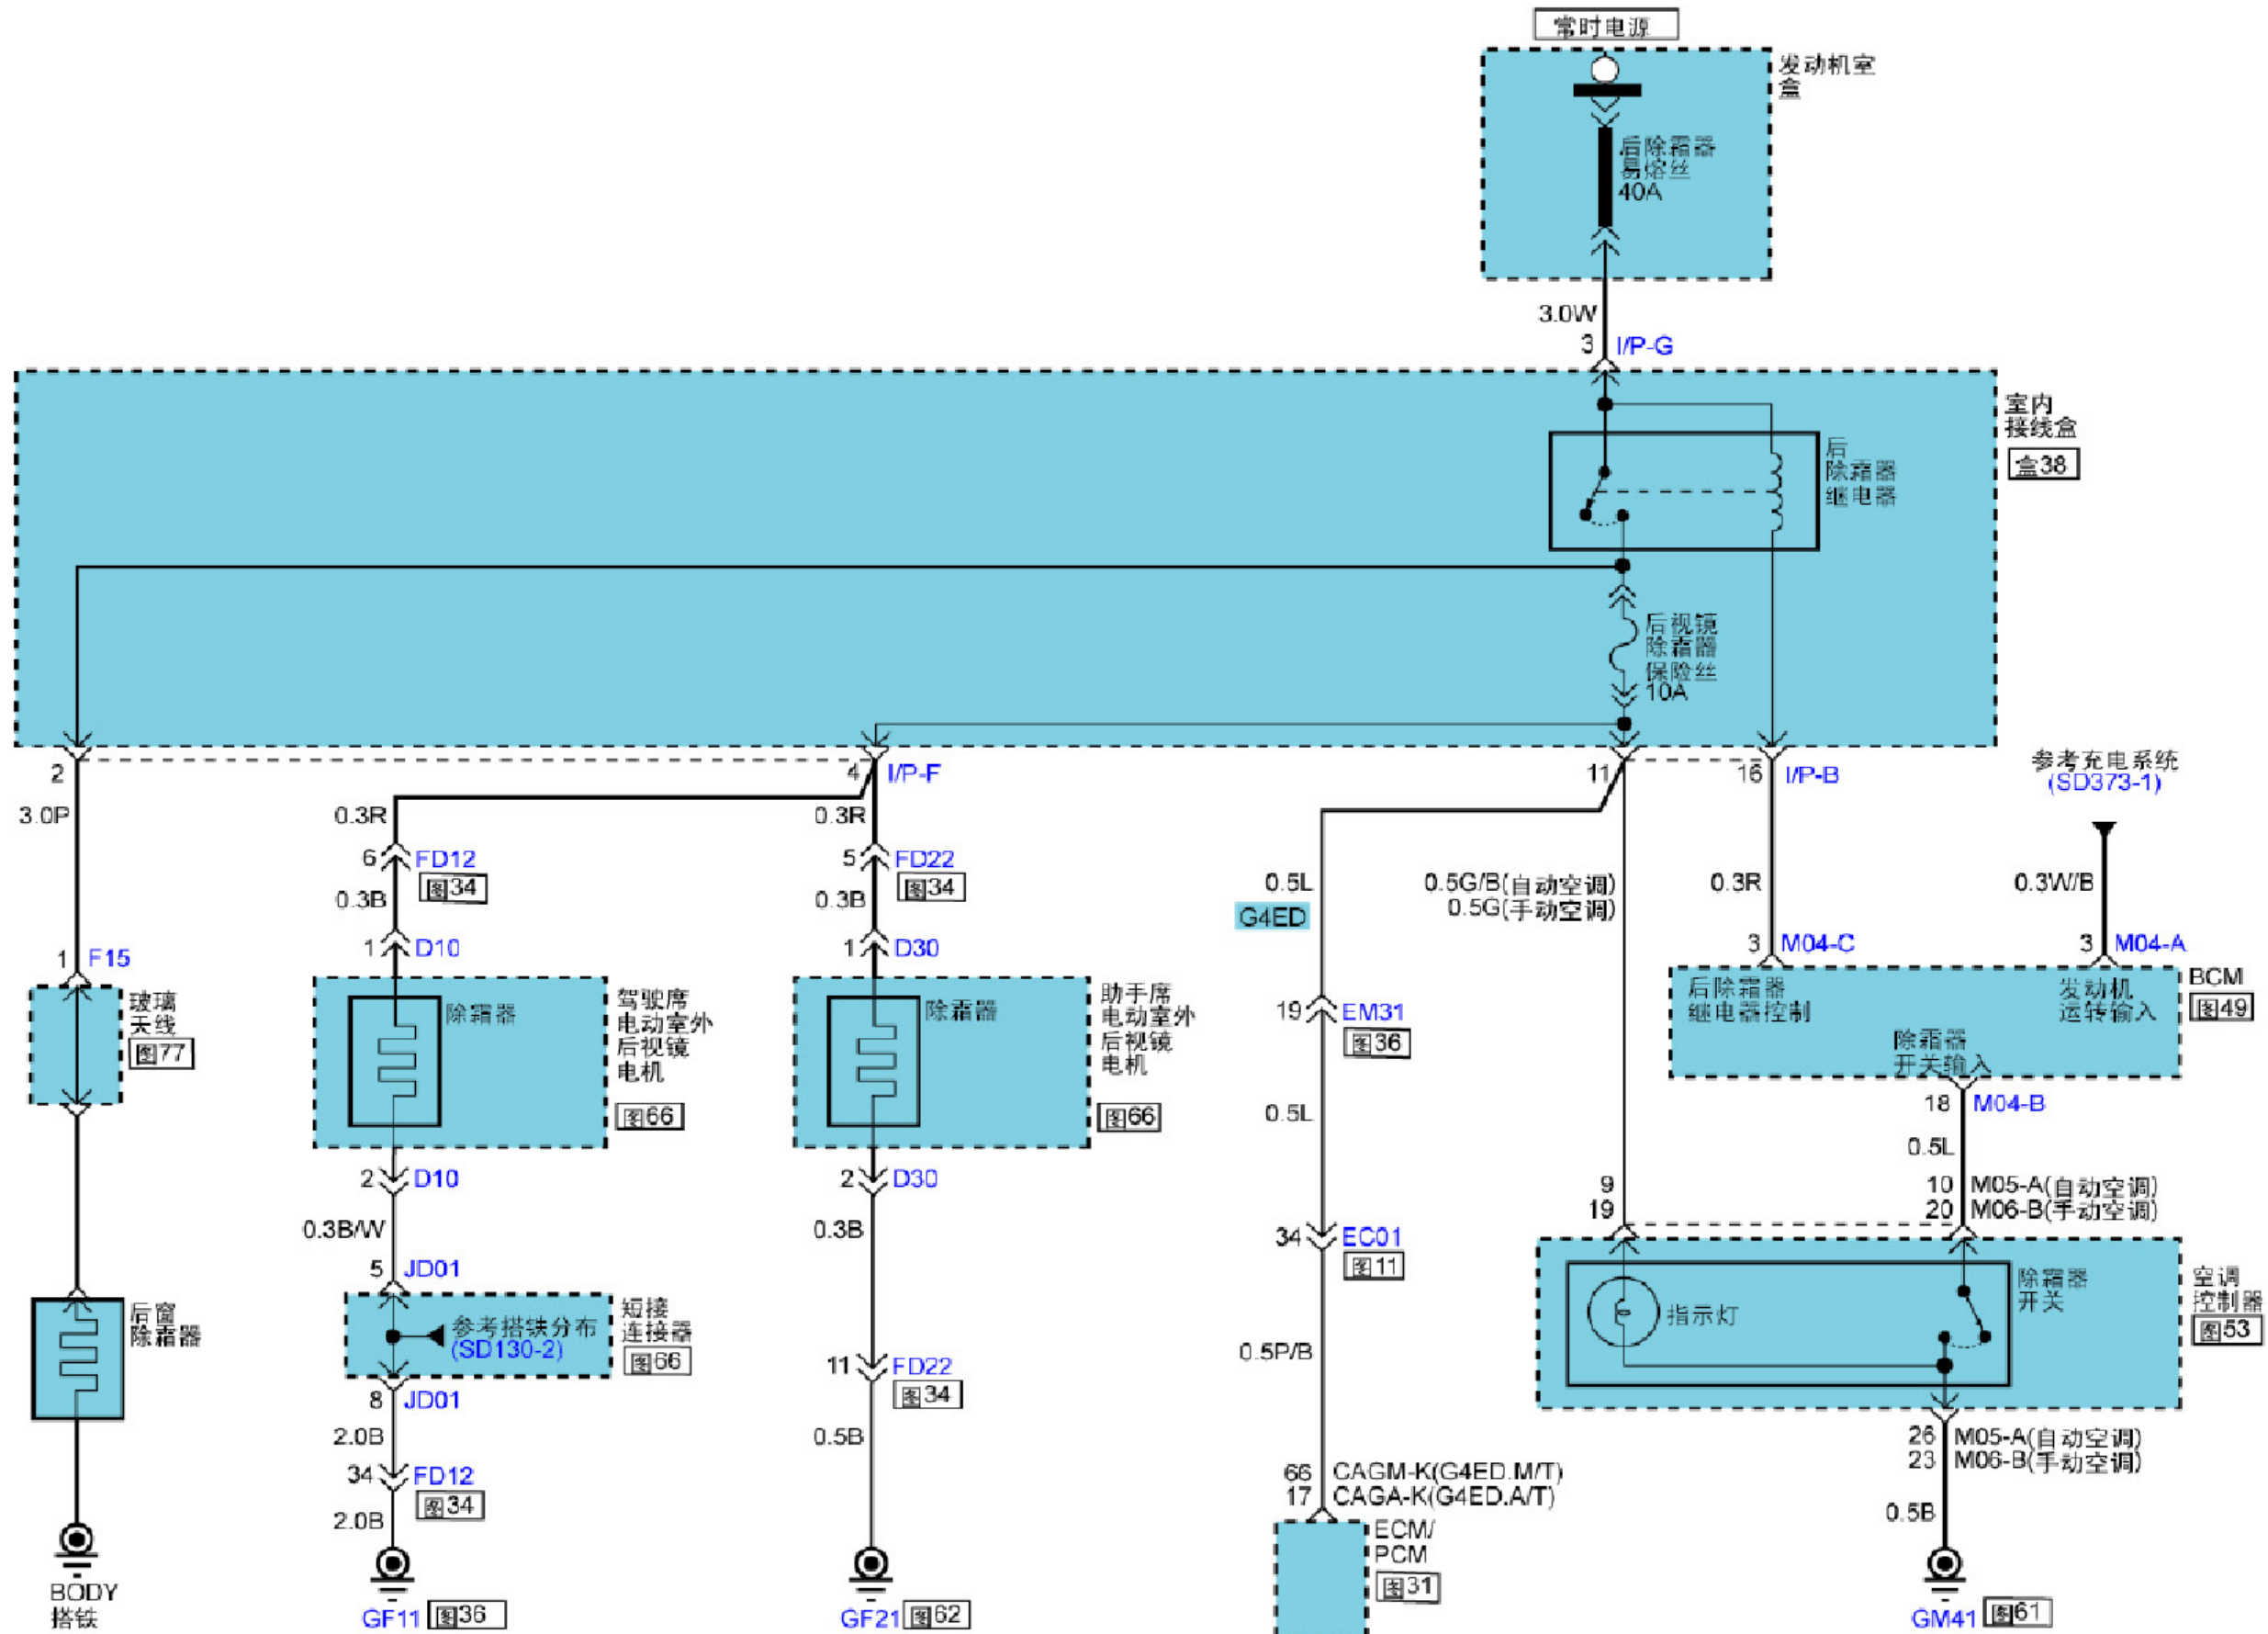 常时电源
发动机室
盒
后除霜器
易熔丝
40A
3.0W
3 I/P-G
室内
接线盒
盒38
后
除霜器
继电器
后视镜
除霜器
保险丝
10A
2
4 I/P-F
11
16 I/P-B
参考充电系统
(SD373-1)
3.0P
0.3R
0.3R
6 FD12
图34
5 FD22
图34
0.3B
0.3B
0.5L
G4ED
0.5G/B(自动空调)
0.5G(手动空调)
0.3R
0.3W/B
1 F15
1 D10
1 D30
3 M04-C
3 M04-A
玻璃
天线
图77
除霜器
驾驶席
电动室外
后视镜
电机
图66
除霜器
助手席
电动室外
后视镜
电机
图66
19 EM31
图36
后除霜器
继电器控制
发动机
运转输入
除霜器
开关输入
BCM
图49
0.5L
18 M04-B
0.5L
2 D10
2 D30
9
19
10 M05-A(自动空调)
20 M06-B(手动空调)
0.3B/W
0.3B
34 EC01
图11
5 JD01
参考搭铁分布
(SD130-2)
短接
连接器
图66
后窗
除霜器
指示灯
除霜器
开关
空调
控制器
图53
0.5P/B
11 FD22
图34
8 JD01
2.0B
0.5B
34 FD12
图34
2.0B
66 CAGM-K(G4ED.M/T)
17 CAGA-K(G4ED.A/T)
26 M05-A(自动空调)
23 M06-B(手动空调)
0.5B
ECM/
PCM
图31
BODY
搭铁
GF11 图36
GF21 图62
GM41 图61